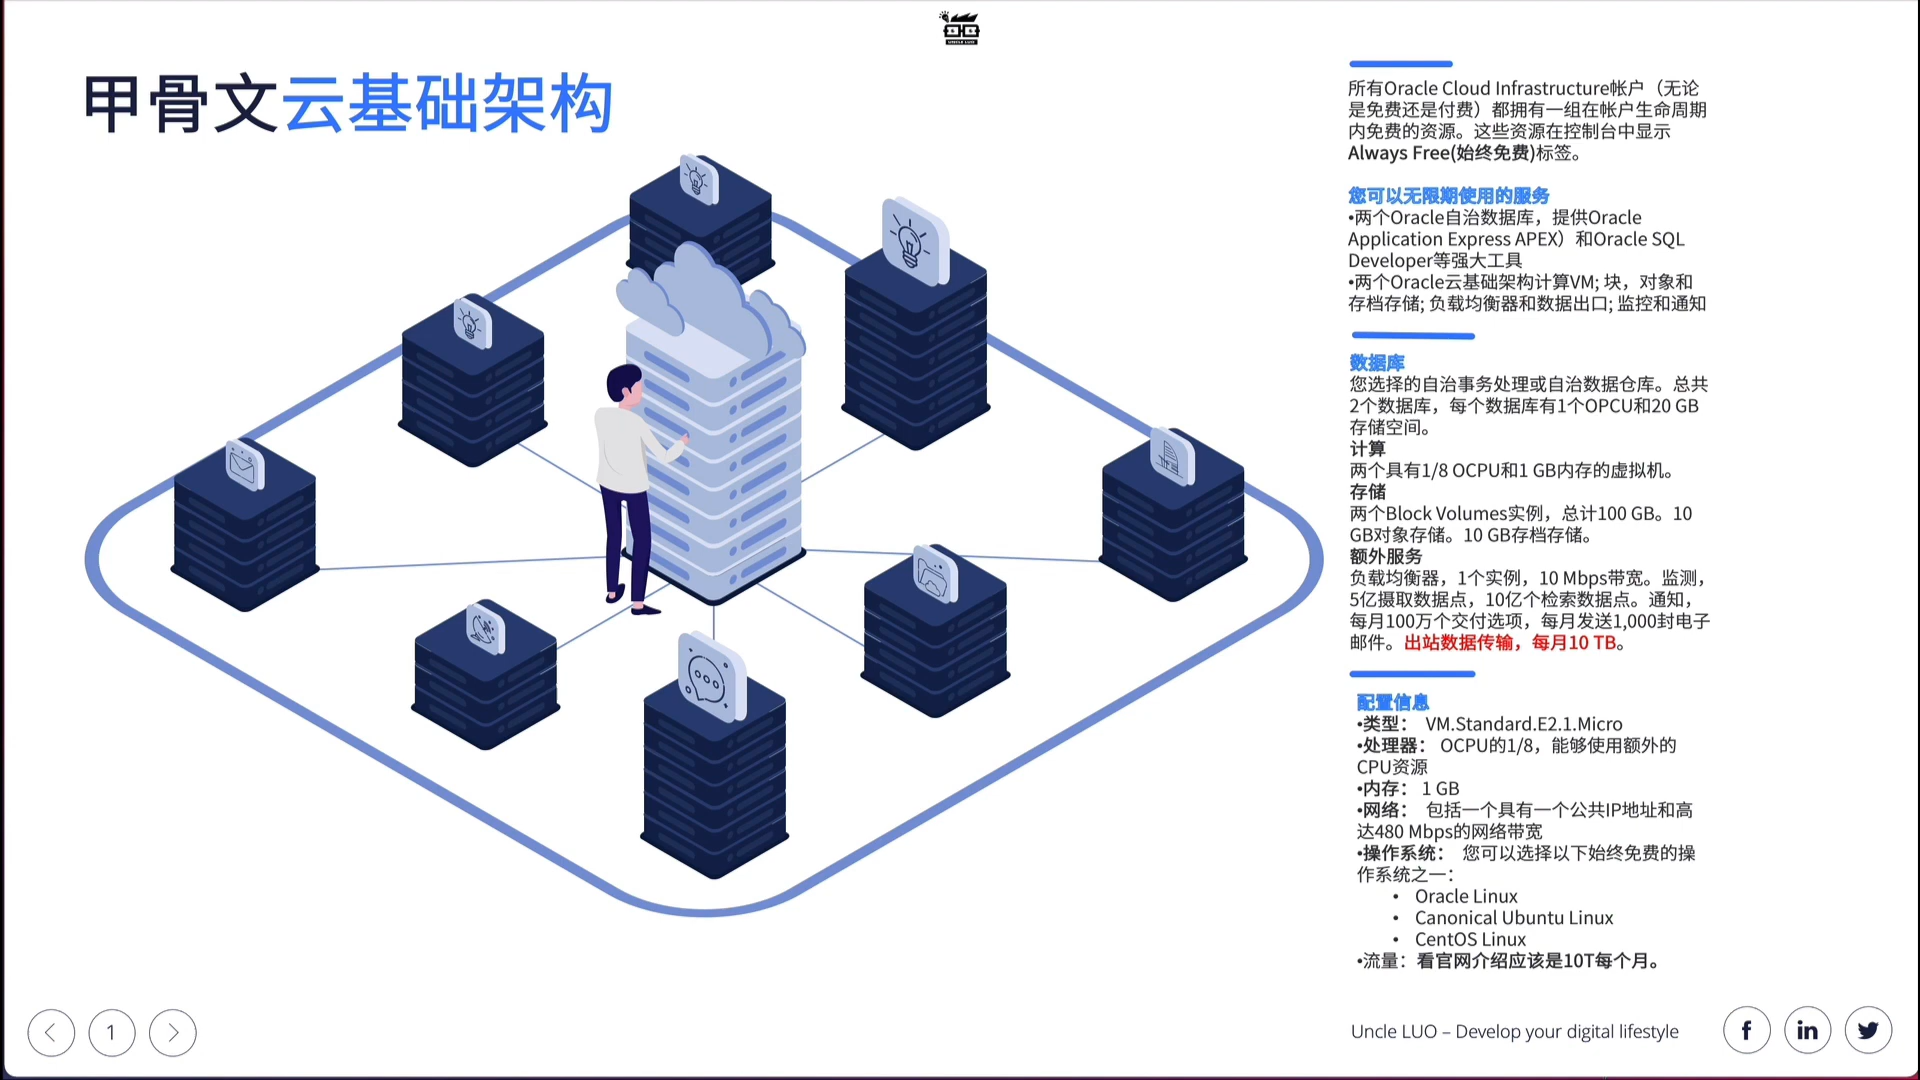 UNCLE LUO
甲骨文云基础架构
所有Oracle Cloud Infrastructure帐户（无论
是免费还是付费）都拥有一组在帐户生命周期
内免费的资源。这些资源在控制台中显示
Always Free(始终免费)标签。
您可以无限期使用的服务
•两个Oracle自治数据库，提供Oracle
Application Express APEX）和Oracle SQL
Developer等强大工具
•两个Oracle云基础架构计算VM; 块，对象和
存档存储; 负载均衡器和数据出口; 监控和通知
数据库
您选择的自治事务处理或自治数据仓库。总共
2个数据库，每个数据库有1个OPCU和20 GB
存储空间。
计算
两个具有1/8 OCPU和1 GB内存的虚拟机。
存储
两个Block Volumes实例，总计100 GB。10
GB对象存储。10 GB存档存储。
额外服务
负载均衡器，1个实例，10 Mbps带宽。监测，
5亿摄取数据点，10亿个检索数据点。通知，
每月100万个交付选项，每月发送1,000封电子
邮件。出站数据传输，每月10 TB。
配置信息
•类型： VM.Standard.E2.1.Micro
•处理器： OCPU的1/8，能够使用额外的
CPU资源
•内存： 1 GB
•网络： 包括一个具有一个公共IP地址和高
达480 Mbps的网络带宽
•操作系统： 您可以选择以下始终免费的操
作系统之一：
• Oracle Linux
• Canonical Ubuntu Linux
• CentOS Linux
•流量：看官网介绍应该是10T每个月。
1
Uncle LUO – Develop your digital lifestyle